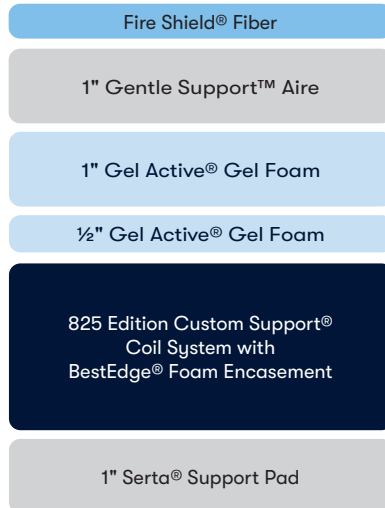 Fire Shield® Fiber
1" Gentle Support™ Aire
1" Gel Active® Gel Foam
½" Gel Active® Gel Foam
825 Edition Custom Support®
Coil System with
BestEdge® Foam Encasement
1" Serta® Support Pad